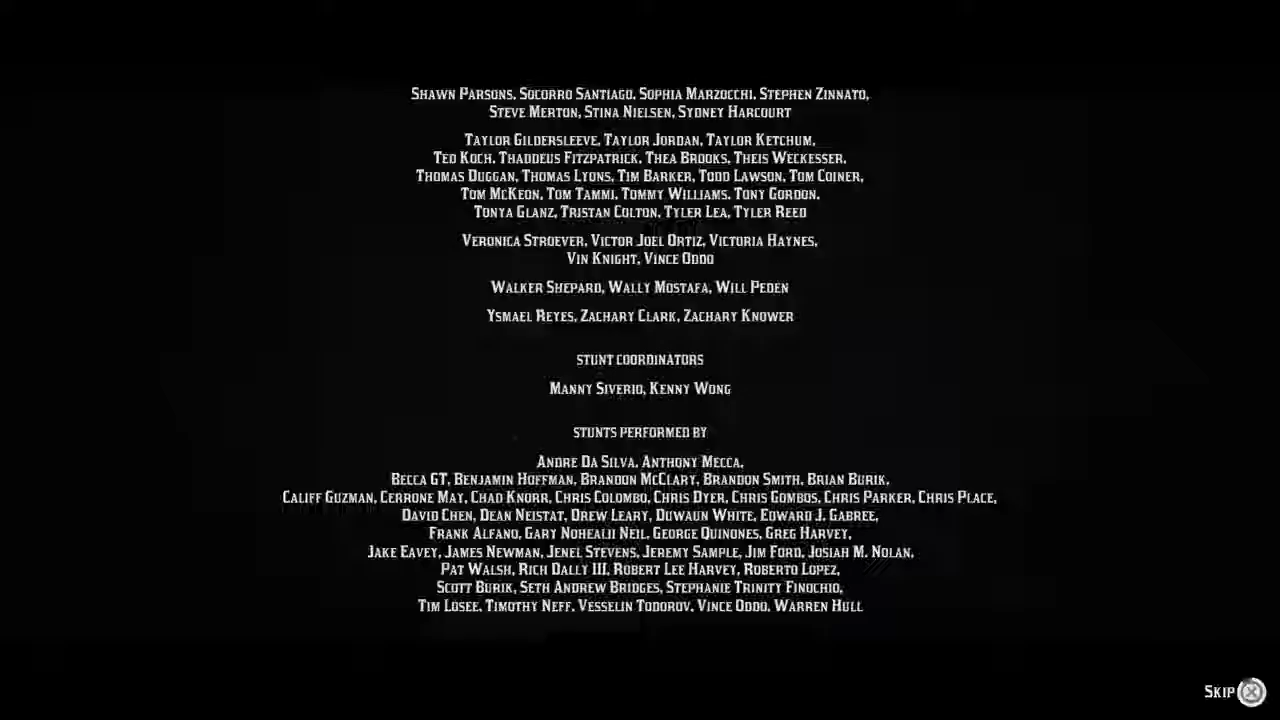 Shawn Parsons, Socorro Santiago, Sophia Marzocchi, Stephen Zinnato,
Steve Merton, Stina Nielsen, Sydney Harcourt
Taylor Gildersleeve, Taylor Jordan, Taylor Ketchum,
Ted Koch, Thaddeus Fitzpatrick, Thea Brooks, Theis Weckesser,
Thomas Duggan, Thomas Lyons, Tim Barker, Todd Lawson, Tom Coiner,
Tom McKeon, Tom Tammi, Tommy Williams, Tony Gordon,
Tonya Glanz, Tristan Colton, Tyler Lea, Tyler Reed
Veronica Stroever, Victor Joel Ortiz, Victoria Haynes,
Vin Knight, Vince Oddo
Walker Shepard, Wally Mostafa, Will Peden
Ysmael Reyes, Zachary Clark, Zachary Knower
STUNT COORDINATORS
Manny Siverio, Kenny Wong
STUNTS PERFORMED BY
Andre Da Silva, Anthony Mecca,
Becca GT, Benjamin Hoffman, Brandon McClary, Brandon Smith, Brian Burik,
Califf Guzman, Cerrone May, Chad Knorr, Chris Colombo, Chris Dyer, Chris Gombos, Chris Parker, Chris Place,
David Chen, Dean Neistat, Drew Leary, Duwaun White, Edward J. Gabree,
Frank Alfano, Gary Nohealii Neil, George Quinones, Greg Harvey,
Jake Eavey, James Newman, Jenel Stevens, Jeremy Sample, Jim Ford, Josiah M. Nolan,
Pat Walsh, Rich Dally III, Robert Lee Harvey, Roberto Lopez,
Scott Burik, Seth Andrew Bridges, Stephanie Trinity Finochio,
Tim Losee, Timothy Neff, Vesselin Todorov, Vince Oddo, Warren Hull
Skip